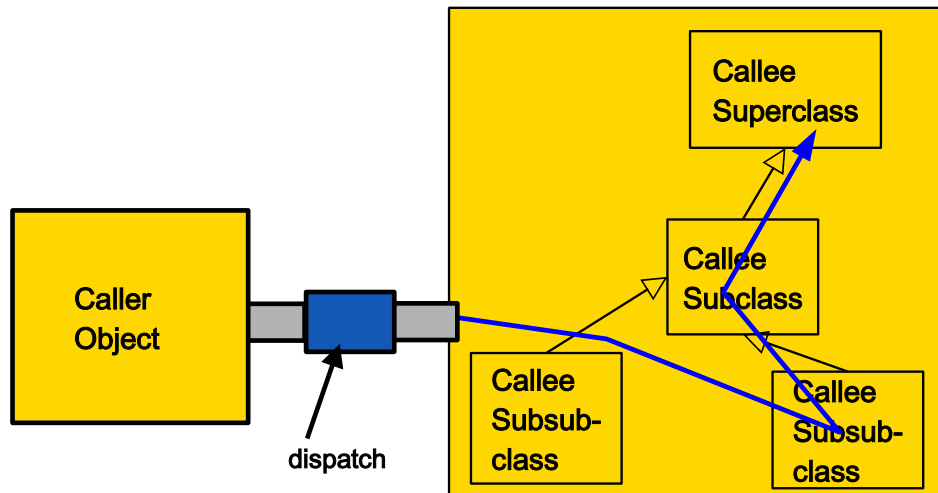 Callee
Superclass
Callee
Subclass
Caller
Object
Callee
Subsub-
class
Callee
Subsub-
class
dispatch